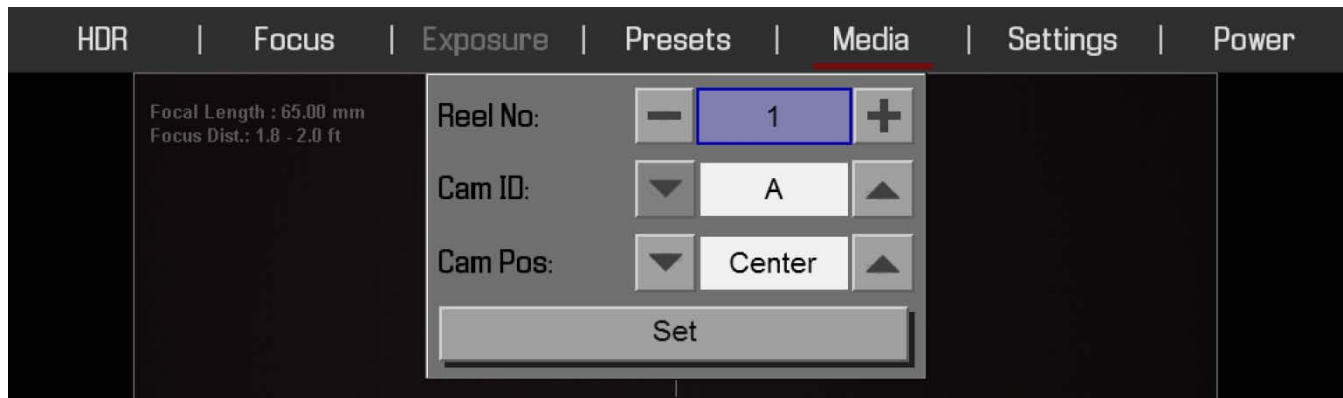 HDR | Focus | Exposure | Presets | Media | Settings | Power
Focal Length : 65.00 mm
Focus Dist.: 1.8 - 2.0 ft
Reel No: 1
Cam ID: A
Cam Pos: Center
Set